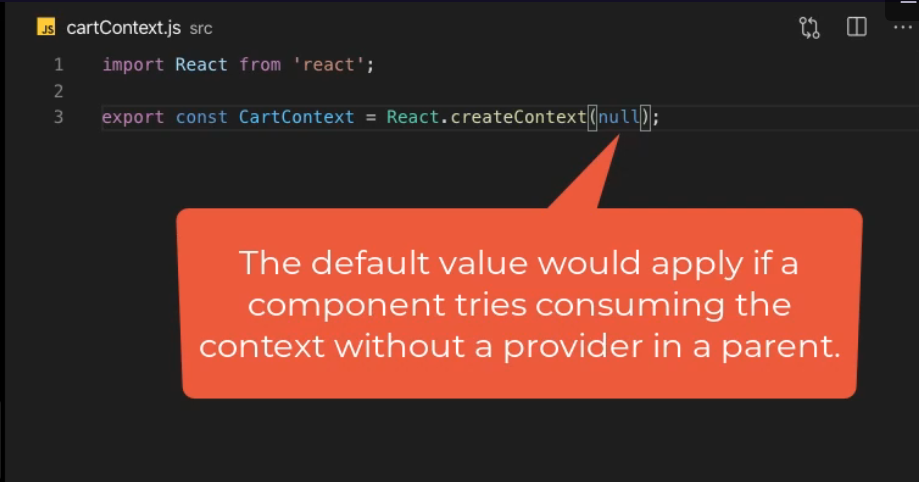 JS cartContext.js src
1 import React from 'react';
2
3 export const CartContext = React.createContext(null);
The default value would apply if a
component tries consuming the
context without a provider in a parent.